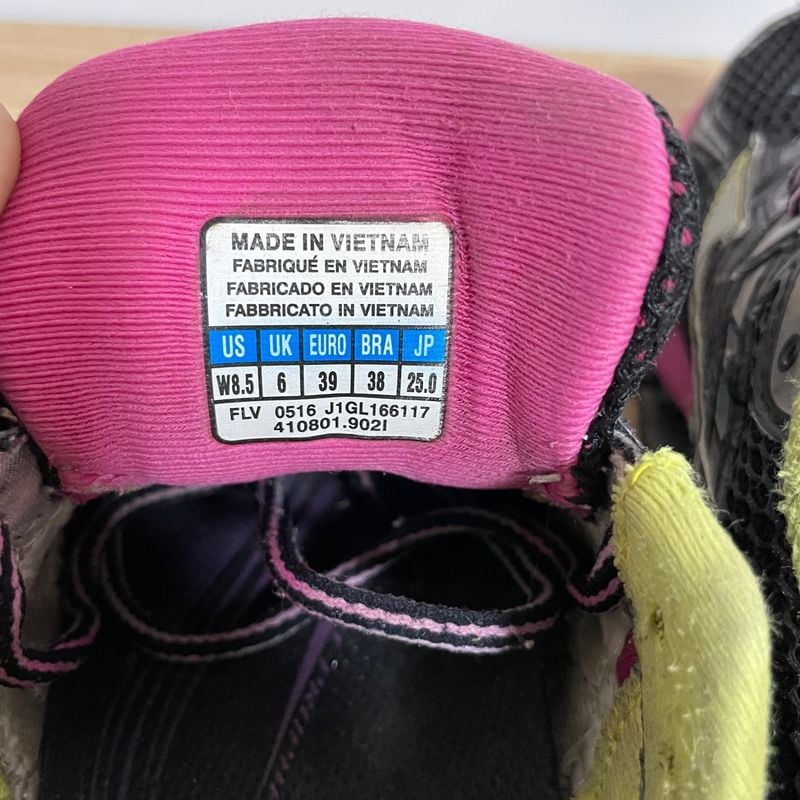 MADE IN VIETNAM
FABRIQUÉ EN VIETNAM
FABRICADO EN VIETNAM
FABBRICATO IN VIETNAM
US UK EURO BRA JP
W8.5 6 39 38 25.0
FLV 0516 J1GL166117
410801.902I